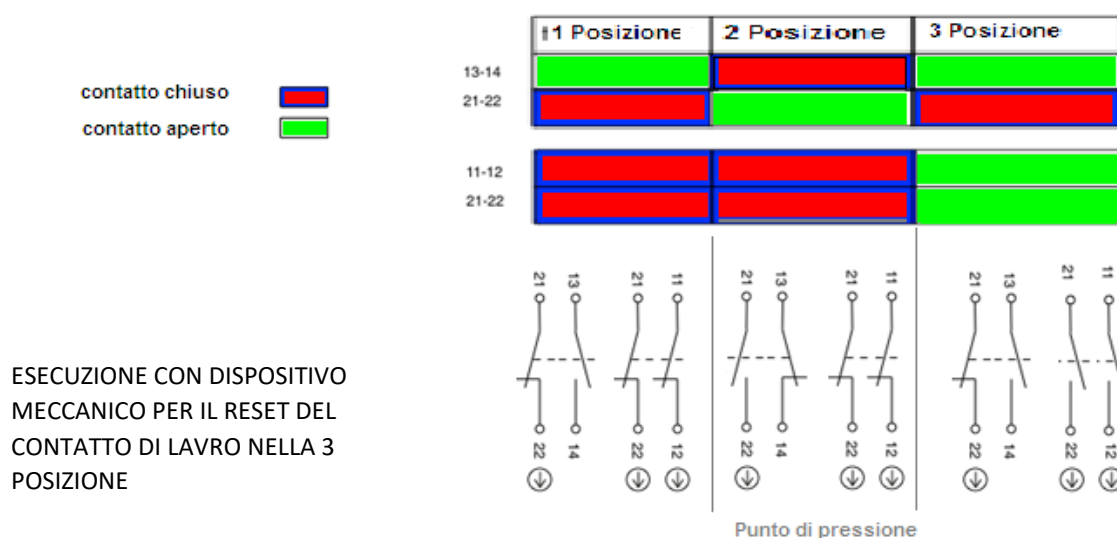 1 Posizione 2 Posizione 3 Posizione
13-14
contatto chiuso
21-22
contatto aperto
11-12
21-22
21 13 21 11 21 13 21 11 21 13 21 11
ESECUZIONE CON DISPOSITIVO
MECCANICO PER IL RESET DEL
CONTATTO DI LAVRO NELLA 3
POSIZIONE
22 14 22 12 22 14 22 12 22 14 22 12
Punto di pressione